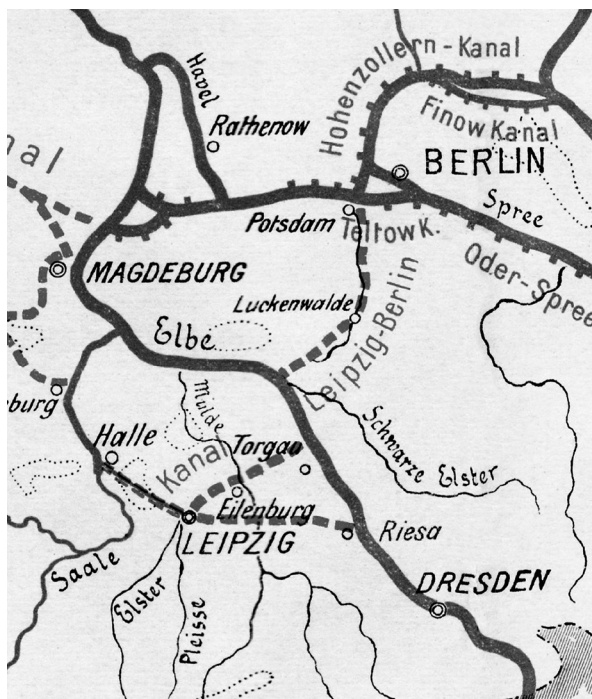 Hohenzollern-Kanal
Havel
Rathenow
Finow Kanal
nal
BERLIN
Spree
Potsdam
Teltow K.
Oder-Spree
MAGDEBURG
Luckenwalde
Elbe
Leipzig-Berlin
Mulde
eburg
Halle
Kanal
Torgau
Schwarze Elster
Eilenburg
LEIPZIG
Riesa
Saale
Elster
Pleisse
DRESDEN